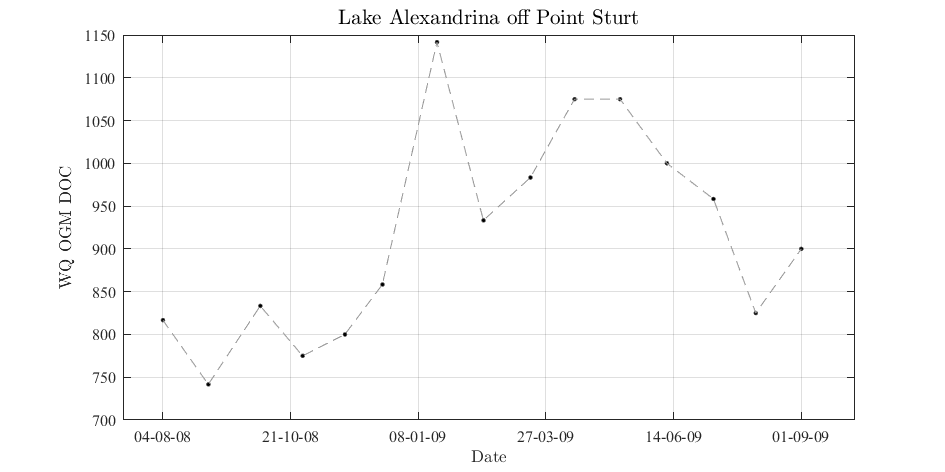 Lake Alexandrina off Point Sturt
1150
1100
1050
1000
950
900
850
800
750
700
WQ OGM DOC
04-08-08 21-10-08 08-01-09 27-03-09 14-06-09 01-09-09
Date